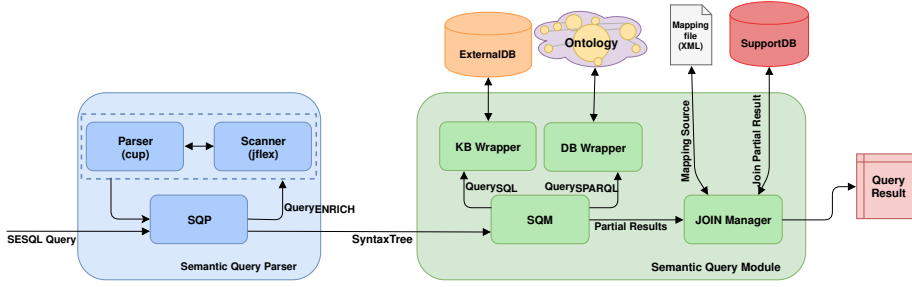 ExternalDB
Ontology
Mapping
file
(XML)
SupportDB
Parser
(cup)
Scanner
(jflex)
KB Wrapper
DB Wrapper
Mapping Source
Join Partial Result
QueryENRICH
QuerySQL
QuerySPARQL
SQP
SQM
JOIN Manager
Query
Result
SESQL Query
SyntaxTree
Partial Results
Semantic Query Parser
Semantic Query Module